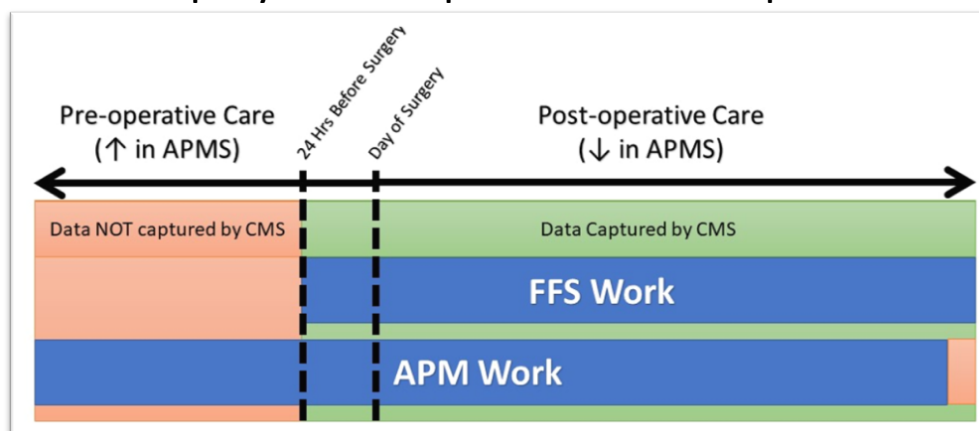 Pre-operative Care
(↑ in APMS)
24 Hrs Before Surgery
Day of Surgery
Post-operative Care
(↓ in APMS)
Data NOT captured by CMS
Data Captured by CMS
FFS Work
APM Work